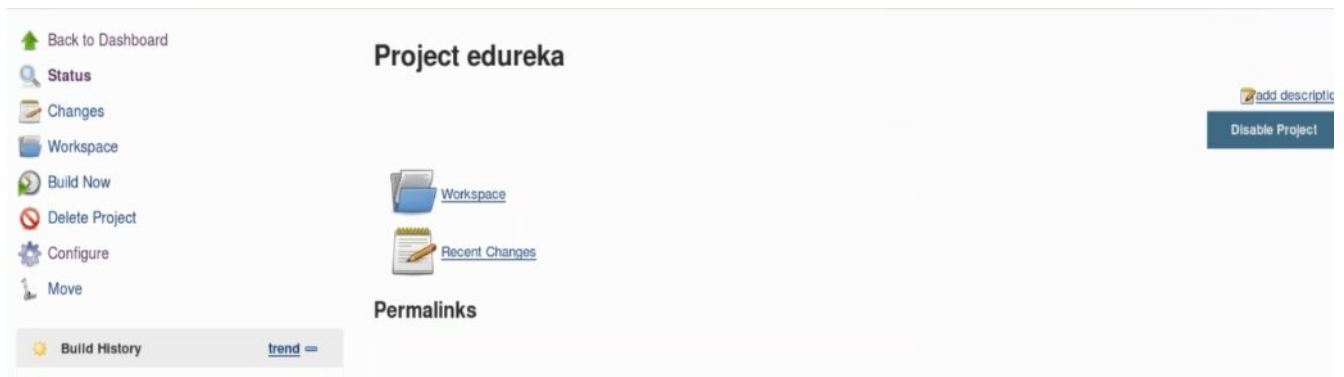 Back to Dashboard
Status
Changes
Workspace
Build Now
Delete Project
Configure
Move
Build History
trend
Project edureka
add descriptio
Disable Project
Workspace
Recent Changes
Permalinks